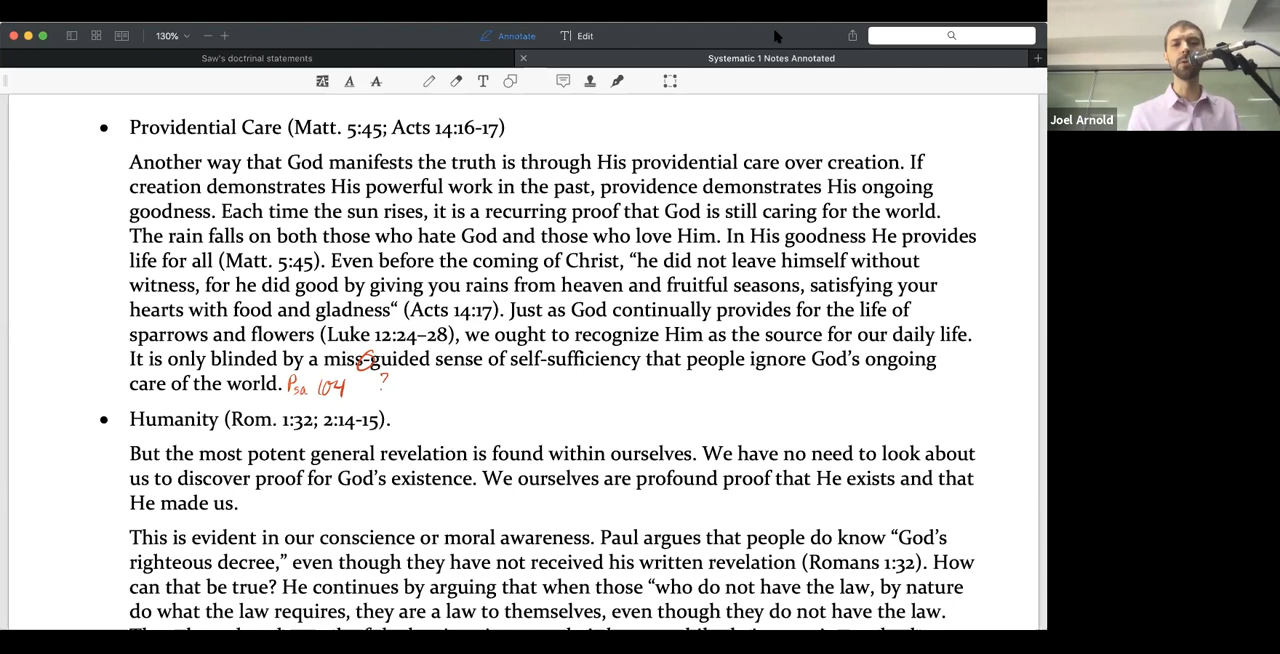 130%
Annotate
Edit
Saw's doctrinal statements
Systematic 1 Notes Annotated
Joel Arnold
• Providential Care (Matt. 5:45; Acts 14:16-17)
Another way that God manifests the truth is through His providential care over creation. If
creation demonstrates His powerful work in the past, providence demonstrates His ongoing
goodness. Each time the sun rises, it is a recurring proof that God is still caring for the world.
The rain falls on both those who hate God and those who love Him. In His goodness He provides
life for all (Matt. 5:45). Even before the coming of Christ, “he did not leave himself without
witness, for he did good by giving you rains from heaven and fruitful seasons, satisfying your
hearts with food and gladness“ (Acts 14:17). Just as God continually provides for the life of
sparrows and flowers (Luke 12:24–28), we ought to recognize Him as the source for our daily life.
It is only blinded by a miss-guided sense of self-sufficiency that people ignore God’s ongoing
care of the world. Psa 104 ?
• Humanity (Rom. 1:32; 2:14-15).
But the most potent general revelation is found within ourselves. We have no need to look about
us to discover proof for God’s existence. We ourselves are profound proof that He exists and that
He made us.
This is evident in our conscience or moral awareness. Paul argues that people do know “God’s
righteous decree,” even though they have not received his written revelation (Romans 1:32). How
can that be true? He continues by arguing that when those “who do not have the law, by nature
do what the law requires, they are a law to themselves, even though they do not have the law.